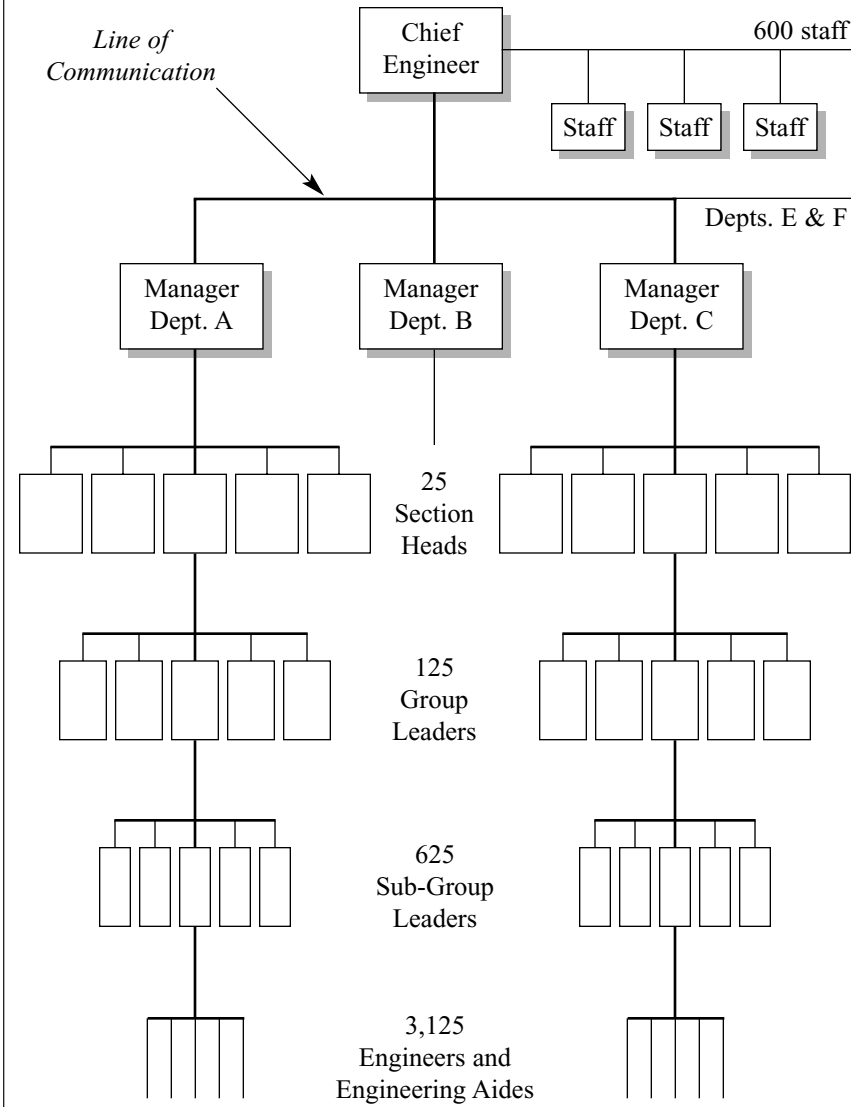 Line of
Communication
Chief
Engineer
600 staff
Staff
Staff
Staff
Depts. E & F
Manager
Dept. A
Manager
Dept. B
Manager
Dept. C
25
Section
Heads
125
Group
Leaders
625
Sub-Group
Leaders
3,125
Engineers and
Engineering Aides